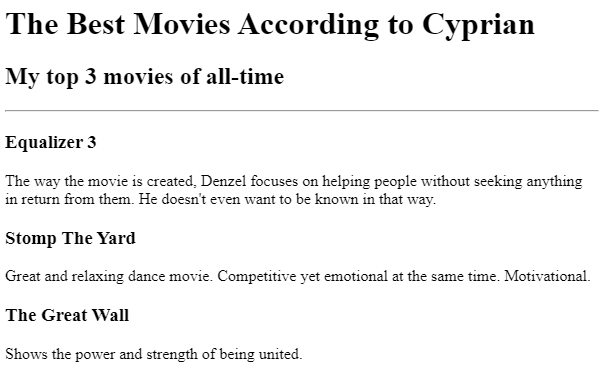 The Best Movies According to Cyprian
My top 3 movies of all-time
Equalizer 3
The way the movie is created, Denzel focuses on helping people without seeking anything
in return from them. He doesn't even want to be known in that way.
Stomp The Yard
Great and relaxing dance movie. Competitive yet emotional at the same time. Motivational.
The Great Wall
Shows the power and strength of being united.